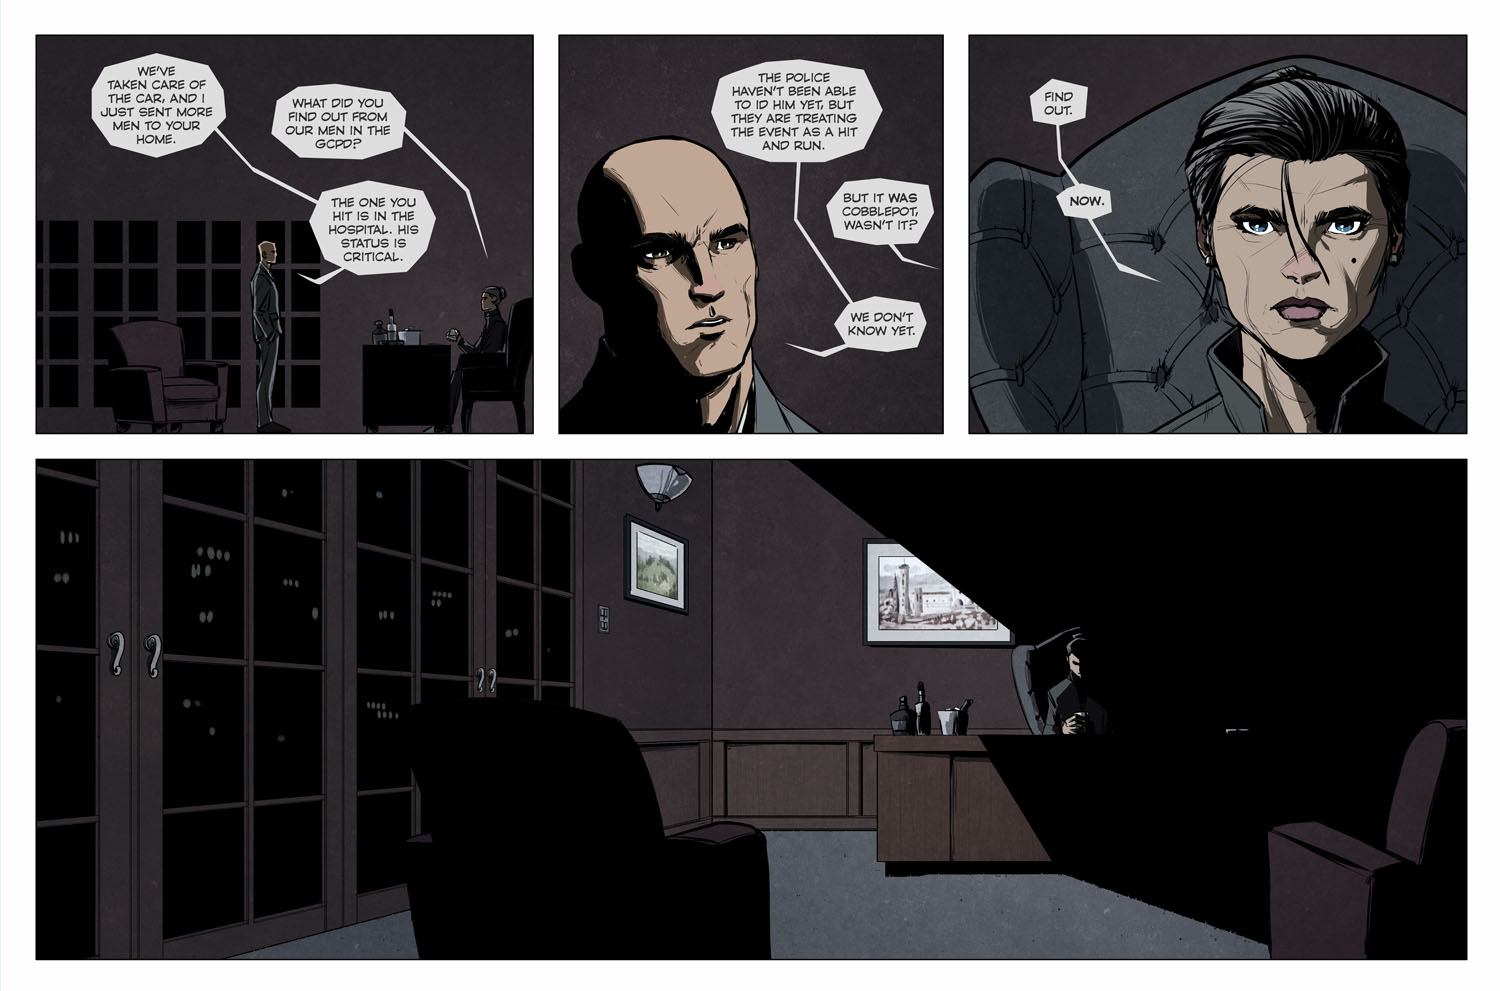 WE'VE
TAKEN CARE OF
THE CAR, AND I
JUST SENT MORE
MEN TO YOUR
HOME.
WHAT DID YOU
FIND OUT FROM
OUR MEN IN THE
GCPD?
THE ONE YOU
HIT IS IN THE
HOSPITAL. HIS
STATUS IS
CRITICAL.
THE POLICE
HAVEN'T BEEN ABLE
TO ID HIM YET, BUT
THEY ARE TREATING
THE EVENT AS A HIT
AND RUN.
BUT IT WAS
COBBLEPOT,
WASN'T IT?
WE DON'T
KNOW YET.
FIND
OUT.
NOW.